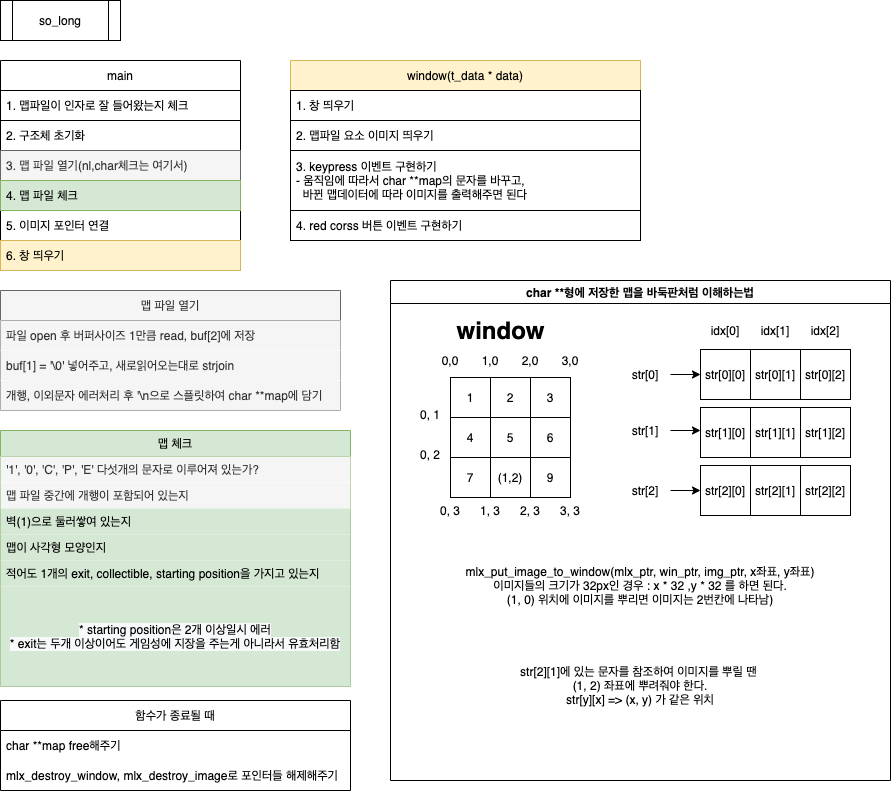 so_long
main
1. 맵파일이 인자로 잘 들어왔는지 체크
2. 구조체 초기화
3. 맵 파일 열기(nl,char체크는 여기서)
4. 맵 파일 체크
5. 이미지 포인터 연결
6. 창 띄우기
window(t_data * data)
1. 창 띄우기
2. 맵파일 요소 이미지 띄우기
3. keypress 이벤트 구현하기
- 움직임에 따라서 char **map의 문자를 바꾸고,
바뀐 맵데이터에 따라 이미지를 출력해주면 된다
4. red corss 버튼 이벤트 구현하기
맵 파일 열기
파일 open 후 버퍼사이즈 1만큼 read, buf[2]에 저장
buf[1] = '\0' 넣어주고, 새로읽어오는대로 strjoin
개행, 이외문자 에러처리 후 '\n으로 스플릿하여 char **map에 담기
맵 체크
'1', '0', 'C', 'P', 'E' 다섯개의 문자로 이루어져 있는가?
맵 파일 중간에 개행이 포함되어 있는지
벽(1)으로 둘러쌓여 있는지
맵이 사각형 모양인지
적어도 1개의 exit, collectible, starting position을 가지고 있는지
* starting position은 2개 이상일시 에러
* exit는 두개 이상이어도 게임성에 지장을 주는게 아니라서 유효처리함
함수가 종료될 때
char **map free해주기
mlx_destroy_window, mlx_destroy_image로 포인터들 해제해주기
char **형에 저장한 맵을 바둑판처럼 이해하는법
window
0,0 1,0 2,0 3,0
1 2 3
0, 1
4 5 6
0, 2
7 (1,2) 9
0, 3 1, 3 2, 3 3, 3
idx[0] idx[1] idx[2]
str[0] str[0][0] str[0][1] str[0][2]
str[1] str[1][0] str[1][1] str[1][2]
str[2] str[2][0] str[2][1] str[2][2]
mlx_put_image_to_window(mlx_ptr, win_ptr, img_ptr, x좌표, y좌표)
이미지들의 크기가 32px인 경우 : x * 32 ,y * 32 를 하면 된다.
(1, 0) 위치에 이미지를 뿌리면 이미지는 2번칸에 나타남)
str[2][1]에 있는 문자를 참조하여 이미지를 뿌릴 땐
(1, 2) 좌표에 뿌려줘야 한다.
str[y][x] => (x, y) 가 같은 위치